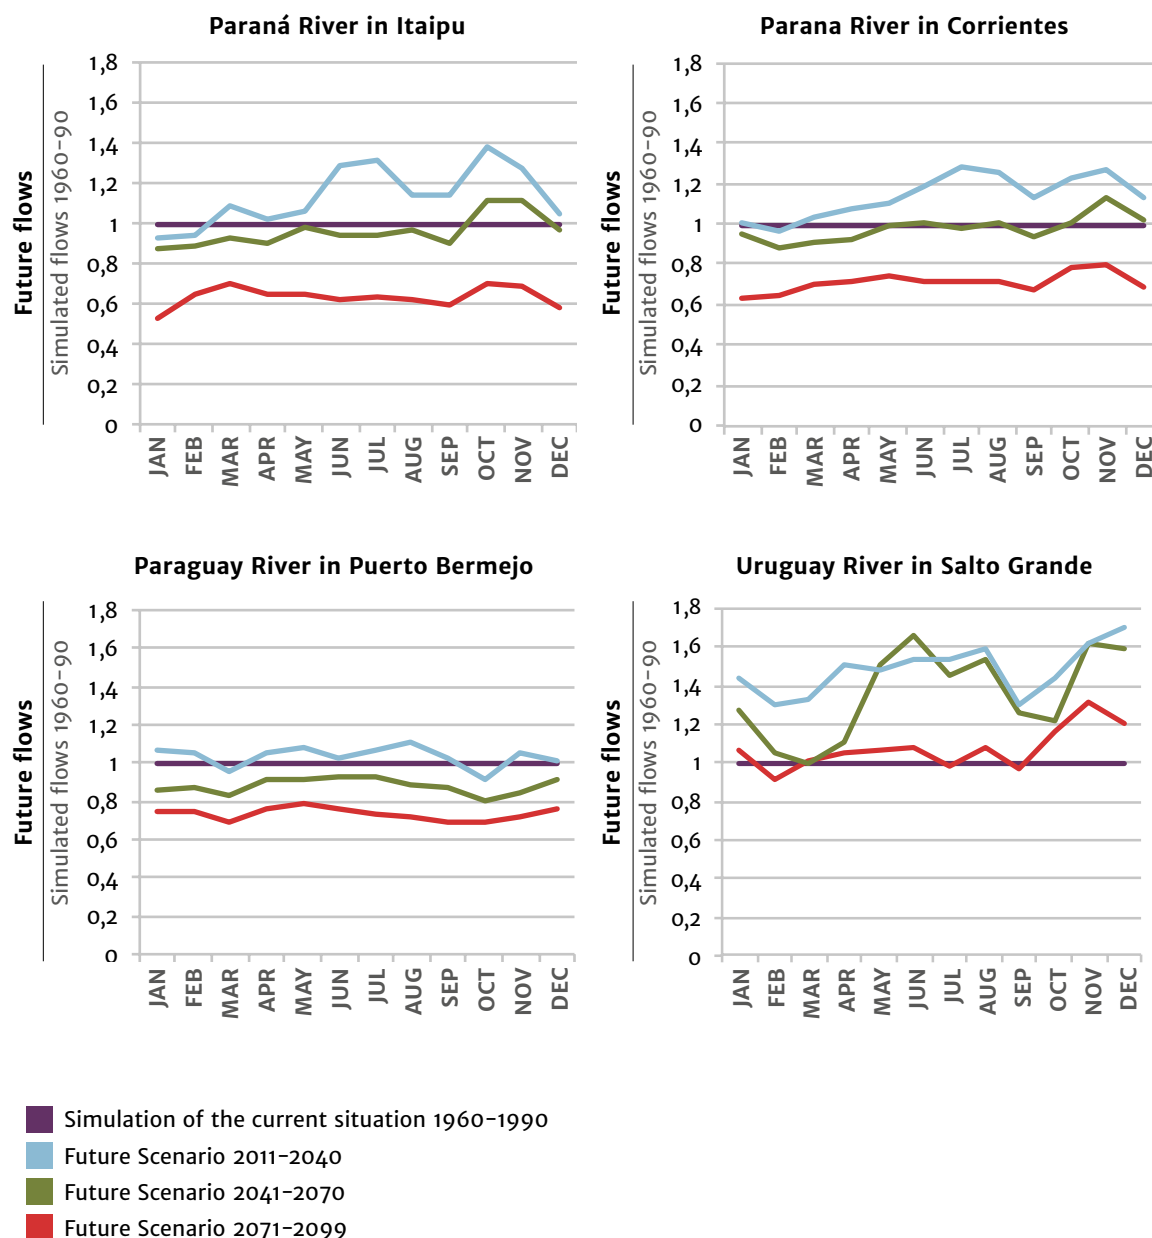 Paraná River in Itaipu
Future flows
Simulated flows 1960-90
1,8
1,6
1,4
1,2
1
0,8
0,6
0,4
0,2
0
JAN FEB MAR APR MAY JUN JUL AUG SEP OCT NOV DEC
Parana River in Corrientes
Future flows
Simulated flows 1960-90
1,8
1,6
1,4
1,2
1
0,8
0,6
0,4
0,2
0
JAN FEB MAR APR MAY JUN JUL AUG SEP OCT NOV DEC
Paraguay River in Puerto Bermejo
Future flows
Simulated flows 1960-90
1,8
1,6
1,4
1,2
1
0,8
0,6
0,4
0,2
0
JAN FEB MAR APR MAY JUN JUL AUG SEP OCT NOV DEC
Uruguay River in Salto Grande
Future flows
Simulated flows 1960-90
1,8
1,6
1,4
1,2
1
0,8
0,6
0,4
0,2
0
JAN FEB MAR APR MAY JUN JUL AUG SEP OCT NOV DEC
Simulation of the current situation 1960-1990
Future Scenario 2011-2040
Future Scenario 2041-2070
Future Scenario 2071-2099